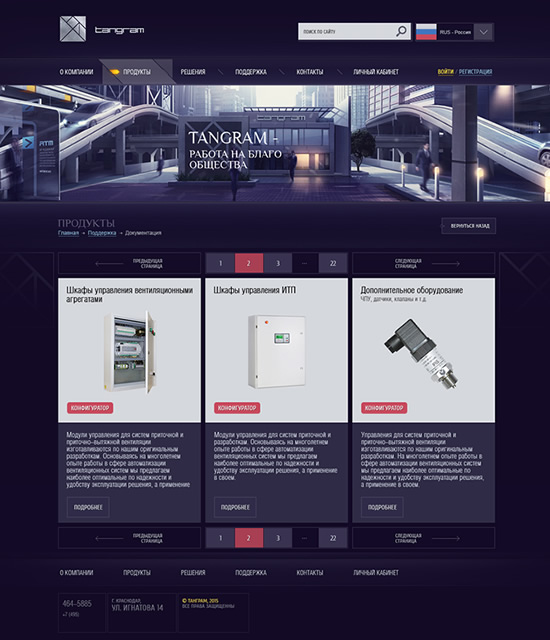 tangram
ПОИСК ПО САЙТУ
RUS - Россия
О КОМПАНИИ
ПРОДУКТЫ
РЕШЕНИЯ
ПОДДЕРЖКА
КОНТАКТЫ
ЛИЧНЫЙ КАБИНЕТ
ВОЙТИ / РЕГИСТРАЦИЯ
tangram
ATM
TANGRAM -
РАБОТА НА БЛАГО
ОБЩЕСТВА
ПРОДУКТЫ
Главная → Поддержка → Документация
ВЕРНУТЬСЯ НАЗАД
ПРЕДЫДУЩАЯ
СТРАНИЦА
1 2 3 ... 22
СЛЕДУЮЩАЯ
СТРАНИЦА
Шкафы управления вентиляционными
агрегатами
КОНФИГУРАТОР
Модули управления для систем приточной и
приточно-вытяжной вентиляции
изготавливаются по нашим оригинальным
разработкам. Основываясь на многолетнем
опыте работы в сфере автоматизации
вентиляционных систем мы предлагаем
наиболее оптимальные по надежности и
удобству эксплуатации решения, а применение
ПОДРОБНЕЕ
Шкафы управления ИТП
КОНФИГУРАТОР
Модули управления для систем приточной и
разработкам. Основываясь на многолетнем
опыте работы в сфере автоматизации
вентиляционных систем мы предлагаем
наиболее оптимальные по надежности и
удобству эксплуатации решения, а применение
в своем.
ПОДРОБНЕЕ
Дополнительное оборудование
ЧПУ, датчики, клапаны и т.д.
КОНФИГУРАТОР
Управления для систем приточной и
приточно-вытяжной вентиляции
изготавливаются по нашим оригинальным
разработкам. На многолетнем опыте работы в
сфере автоматизации вентиляционных систем
мы предлагаем наиболее оптимальные по
надежности и удобству эксплуатации решения,
а применение в своем.
ПОДРОБНЕЕ
ПРЕДЫДУЩАЯ
СТРАНИЦА
1 2 3 ... 22
СЛЕДУЮЩАЯ
СТРАНИЦА
О КОМПАНИИ
ПРОДУКТЫ
РЕШЕНИЯ
ПОДДЕРЖКА
КОНТАКТЫ
ЛИЧНЫЙ КАБИНЕТ
464-5885
+7 (499)
Г. КРАСНОДАР,
УЛ. ИГНАТОВА 14
© ТАНГРАМ, 2015
ВСЕ ПРАВА ЗАЩИЩЕНЫ